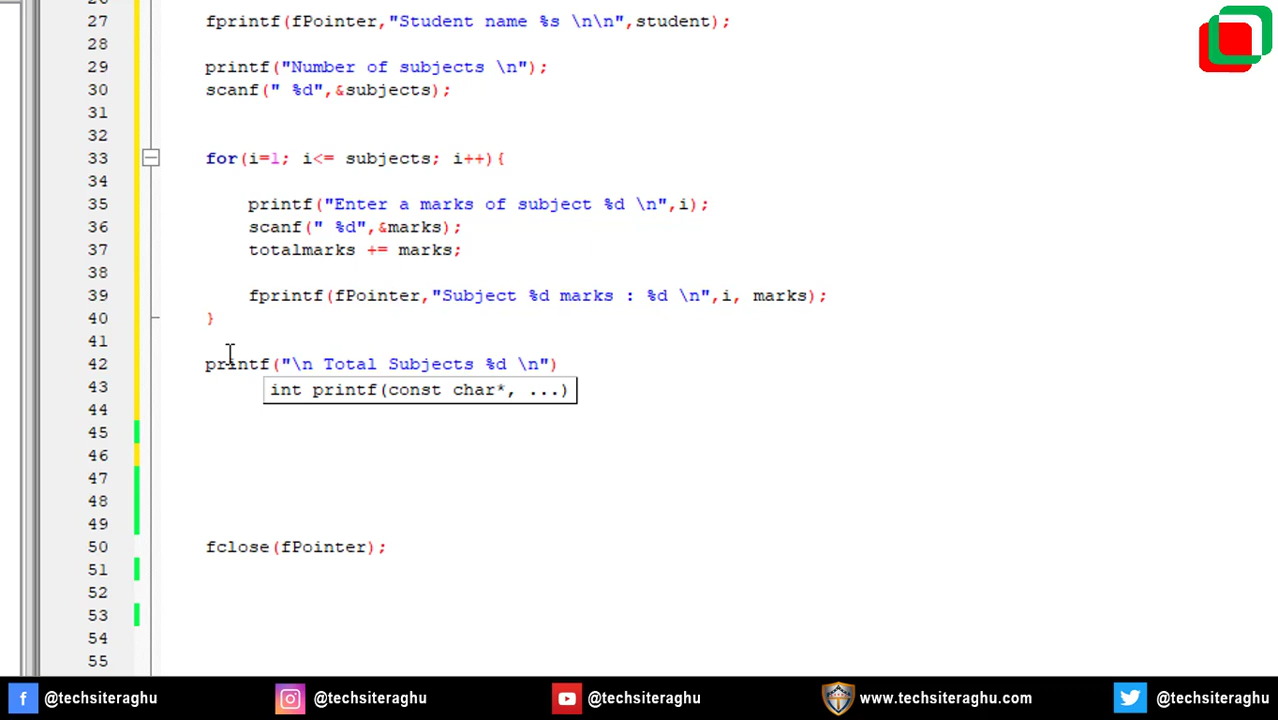 26
27 fprintf(fPointer,"Student name %s \n\n",student);
28
29 printf("Number of subjects \n");
30 scanf(" %d",&subjects);
31
32
33 for(i=1; i<= subjects; i++){
34
35 printf("Enter a marks of subject %d \n",i);
36 scanf(" %d",&marks);
37 totalmarks += marks;
38
39 fprintf(fPointer,"Subject %d marks : %d \n",i, marks);
40 }
41
42 printf("\n Total Subjects %d \n")
43 int printf(const char*, ...)
44
45
46
47
48
49
50 fclose(fPointer);
51
52
53
54
55
@techsiteraghu @techsiteraghu @techsiteraghu www.techsiteraghu.com @techsiteraghu